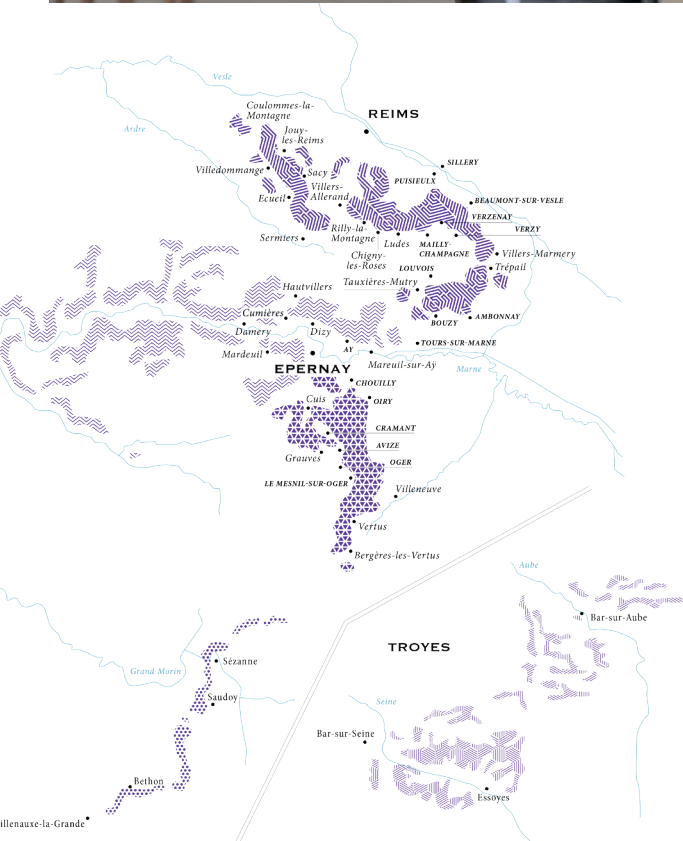 Vesle
Coulommes-la-
Montagne
REIMS
Ardre
Jouy-
les-Reims
SILLERY
Villedommange
Sacy
PUISIEULX
Villers-
Allerand
Ecueil
BEAUMONT-SUR-VESLE
VERZENAY
Rilly-la-
Montagne
VERZY
Sermiers
Ludes
MAILLY-
CHAMPAGNE
Chigny-
les-Roses
Villers-Marmery
LOUVOIS
Trépail
Tauxières-Mutry
Hautvillers
Cumières
AMBONNAY
BOUZY
Damery
Dizy
TOURS-SUR-MARNE
AY
Mardeuil
Mareuil-sur-Aÿ
EPERNAY
Marne
CHOUILLY
Cuis
OIRY
CRAMANT
AVIZE
Grauves
OGER
LE MESNIL-SUR-OGER
Villeneuve
Vertus
Bergères-les-Vertus
Aube
Bar-sur-Aube
TROYES
Sézanne
Grand Morin
Saudoy
Seine
Bar-sur-Seine
Bethon
Essoyes
illenauxe-la-Grande